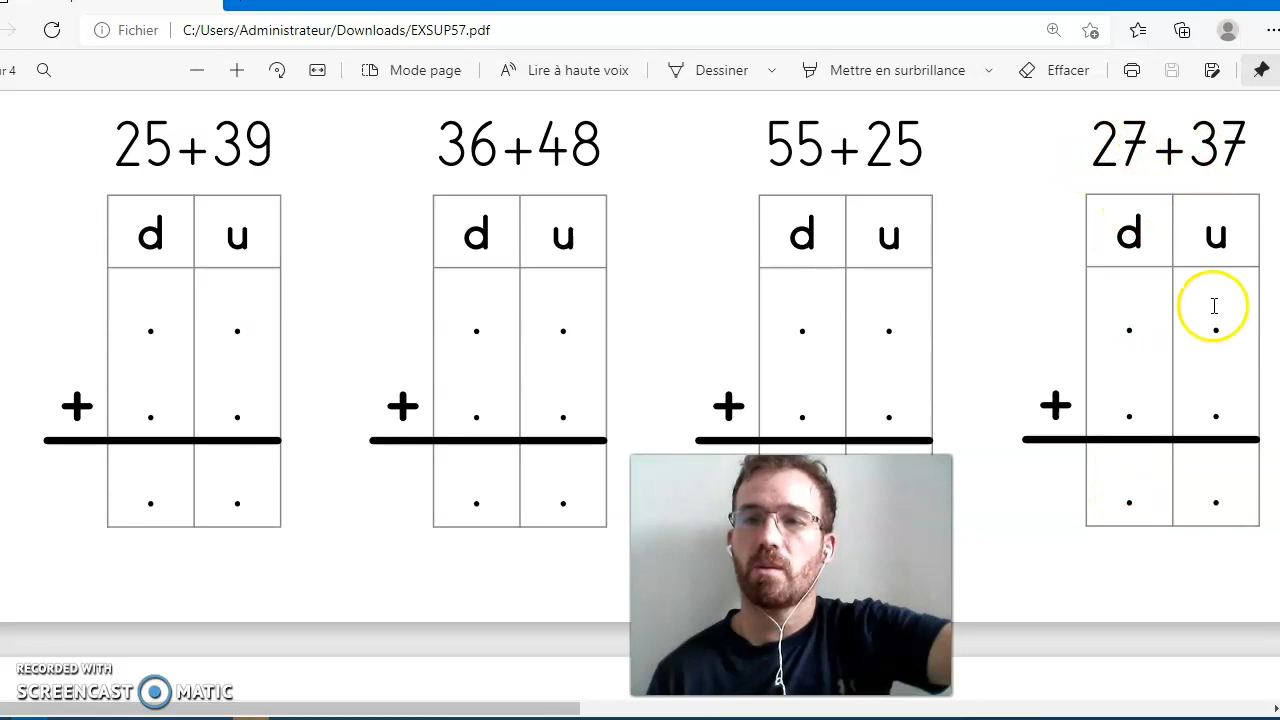 Fichier C:/Users/Administrateur/Downloads/EXSUP57.pdf
r 4 Mode page Lire à haute voix Dessiner Mettre en surbrillance Effacer
25+39 36+48 55+25 27+37
d u d u d u d u
+ + + +
RECORDED WITH
SCREENCAST MATIC